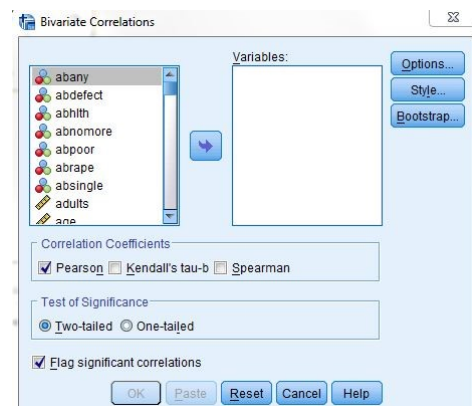 Bivariate Correlations
Variables:
abany
abdefect
abhlth
abnomore
abpoor
abrape
absingle
adults
age
Options...
Style...
Bootstrap...
Correlation Coefficients
Pearson Kendall's tau-b Spearman
Test of Significance
Two-tailed One-tailed
Flag significant correlations
OK Paste Reset Cancel Help